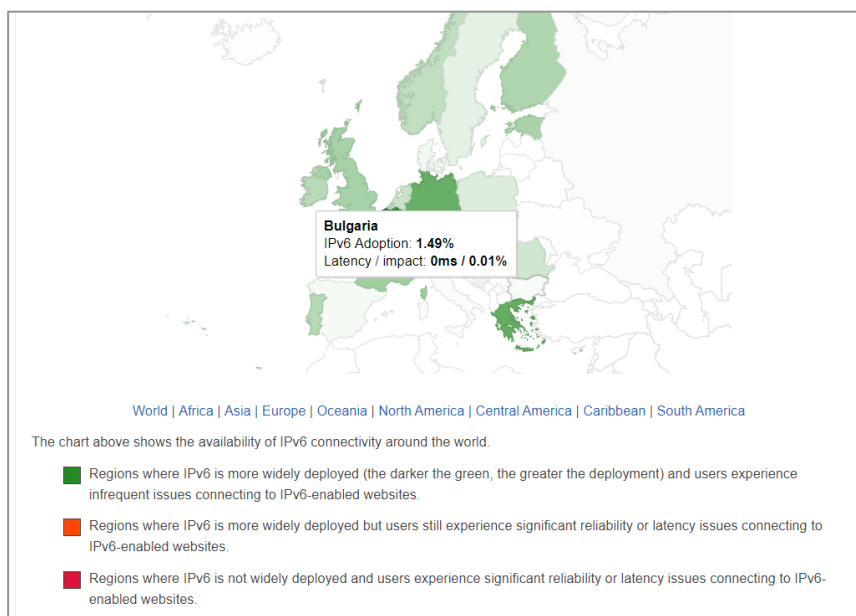 Bulgaria
IPv6 Adoption: 1.49%
Latency / impact: 0ms / 0.01%
World | Africa | Asia | Europe | Oceania | North America | Central America | Caribbean | South America
The chart above shows the availability of IPv6 connectivity around the world.
Regions where IPv6 is more widely deployed (the darker the green, the greater the deployment) and users experience
infrequent issues connecting to IPv6-enabled websites.
Regions where IPv6 is more widely deployed but users still experience significant reliability or latency issues connecting to
IPv6-enabled websites.
Regions where IPv6 is not widely deployed and users experience significant reliability or latency issues connecting to IPv6-
enabled websites.